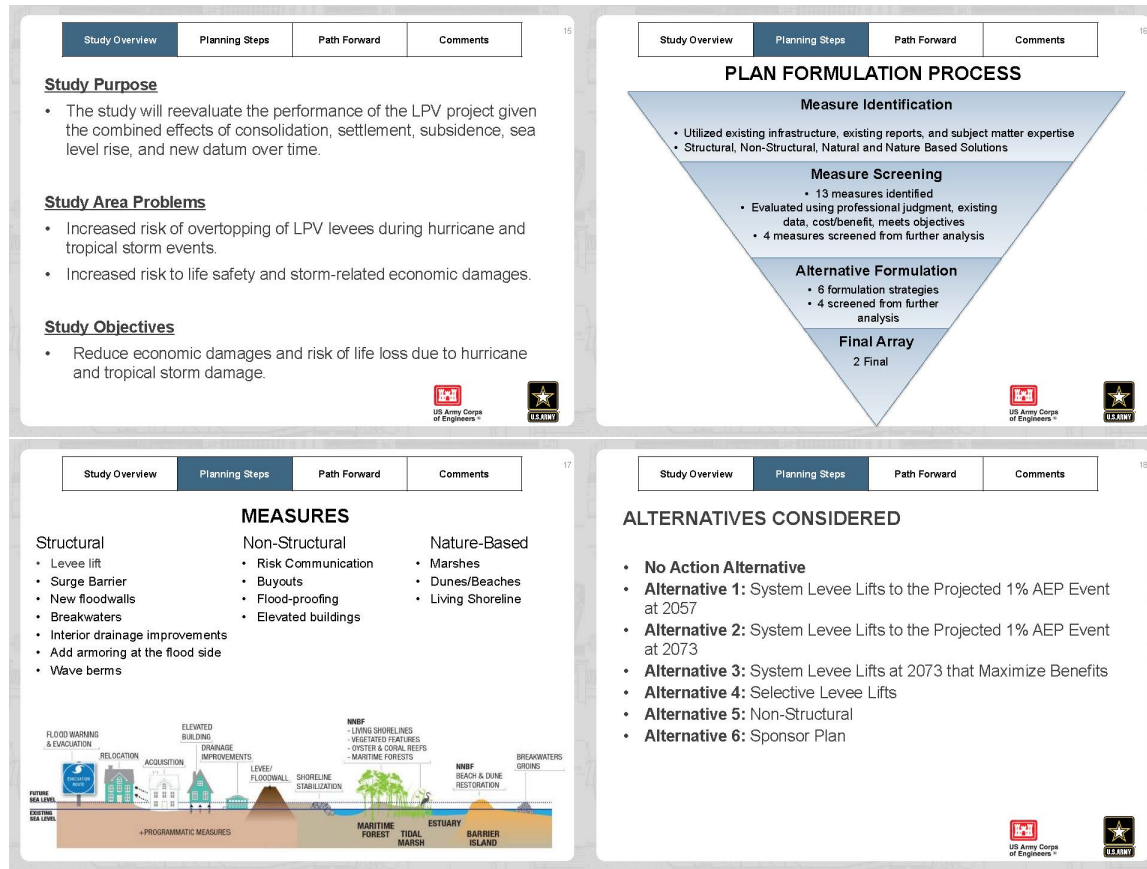 15
Study Overview
Planning Steps
Path Forward
Comments
Study Purpose
• The study will reevaluate the performance of the LPV project given
the combined effects of consolidation, settlement, subsidence, sea
level rise, and new datum over time.
Study Area Problems
• Increased risk of overtopping of LPV levees during hurricane and
tropical storm events.
• Increased risk to life safety and storm-related economic damages.
Study Objectives
• Reduce economic damages and risk of life loss due to hurricane
and tropical storm damage.
US Army Corps
of Engineers ®
U.S.ARMY
16
Study Overview
Planning Steps
Path Forward
Comments
PLAN FORMULATION PROCESS
Measure Identification
• Utilized existing infrastructure, existing reports, and subject matter expertise
• Structural, Non-Structural, Natural and Nature Based Solutions
Measure Screening
• 13 measures identified
• Evaluated using professional judgment, existing
data, cost/benefit, meets objectives
• 4 measures screened from further analysis
Alternative Formulation
• 6 formulation strategies
• 4 screened from further
analysis
Final Array
2 Final
US Army Corps
of Engineers ®
U.S.ARMY
17
Study Overview
Planning Steps
Path Forward
Comments
MEASURES
Structural
• Levee lift
• Surge Barrier
• New floodwalls
• Breakwaters
• Interior drainage improvements
• Add armoring at the flood side
• Wave berms
Non-Structural
• Risk Communication
• Buyouts
• Flood-proofing
• Elevated buildings
Nature-Based
• Marshes
• Dunes/Beaches
• Living Shoreline
FLOOD WARNING
& EVACUATION
EVACUATION
ROUTE
RELOCATION
ACQUISITION
ELEVATED
BUILDING
DRAINAGE
IMPROVEMENTS
LEVEE/
FLOODWALL
SHORELINE
STABILIZATION
NNBF
- LIVING SHORELINES
- VEGETATED FEATURES
- OYSTER & CORAL REEFS
- MARITIME FORESTS
NNBF
BEACH & DUNE
RESTORATION
BREAKWATERS
GROINS
FUTURE
SEA LEVEL
EXISTING
SEA LEVEL
+PROGRAMMATIC MEASURES
MARITIME
FOREST
TIDAL
MARSH
ESTUARY
BARRIER
ISLAND
18
Study Overview
Planning Steps
Path Forward
Comments
ALTERNATIVES CONSIDERED
• No Action Alternative
• Alternative 1: System Levee Lifts to the Projected 1% AEP Event
at 2057
• Alternative 2: System Levee Lifts to the Projected 1% AEP Event
at 2073
• Alternative 3: System Levee Lifts at 2073 that Maximize Benefits
• Alternative 4: Selective Levee Lifts
• Alternative 5: Non-Structural
• Alternative 6: Sponsor Plan
US Army Corps
of Engineers ®
U.S.ARMY